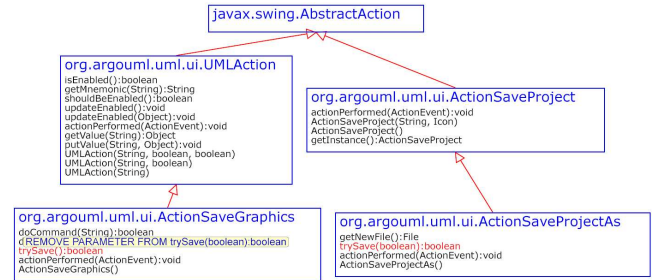 javax.swing.AbstractAction
org.argouml.uml.ui.UMLAction
isEnabled():boolean
getMnemonic(String):String
shouldBeEnabled():boolean
updateEnabled():void
updateEnabled(Object):void
actionPerformed(ActionEvent):void
getValue(String):Object
putValue(String, Object):void
UMLAction(String, boolean, boolean)
UMLAction(String, boolean)
UMLAction(String)
org.argouml.uml.ui.ActionSaveProject
actionPerformed(ActionEvent):void
ActionSaveProject(String, Icon)
ActionSaveProject()
getInstance():ActionSaveProject
org.argouml.uml.ui.ActionSaveGraphics
doCommand(String):boolean
d REMOVE PARAMETER FROM trySave(boolean):boolean
trySave():boolean
actionPerformed(ActionEvent):void
ActionSaveGraphics()
org.argouml.uml.ui.ActionSaveProjectAs
getNewFile():File
trySave(boolean):boolean
actionPerformed(ActionEvent):void
ActionSaveProjectAs()